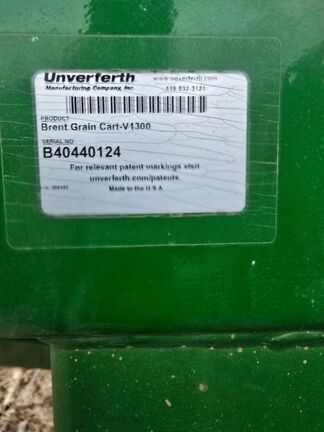 Unverferth www.unverferth.com
Manufacturing Company, Inc. 419-532-3121
PRODUCT
Brent Grain Cart-V1300
SERIAL NO
B40440124
For relevant patent markings visit
unverferth.com/patents.
Made in the U.S.A.